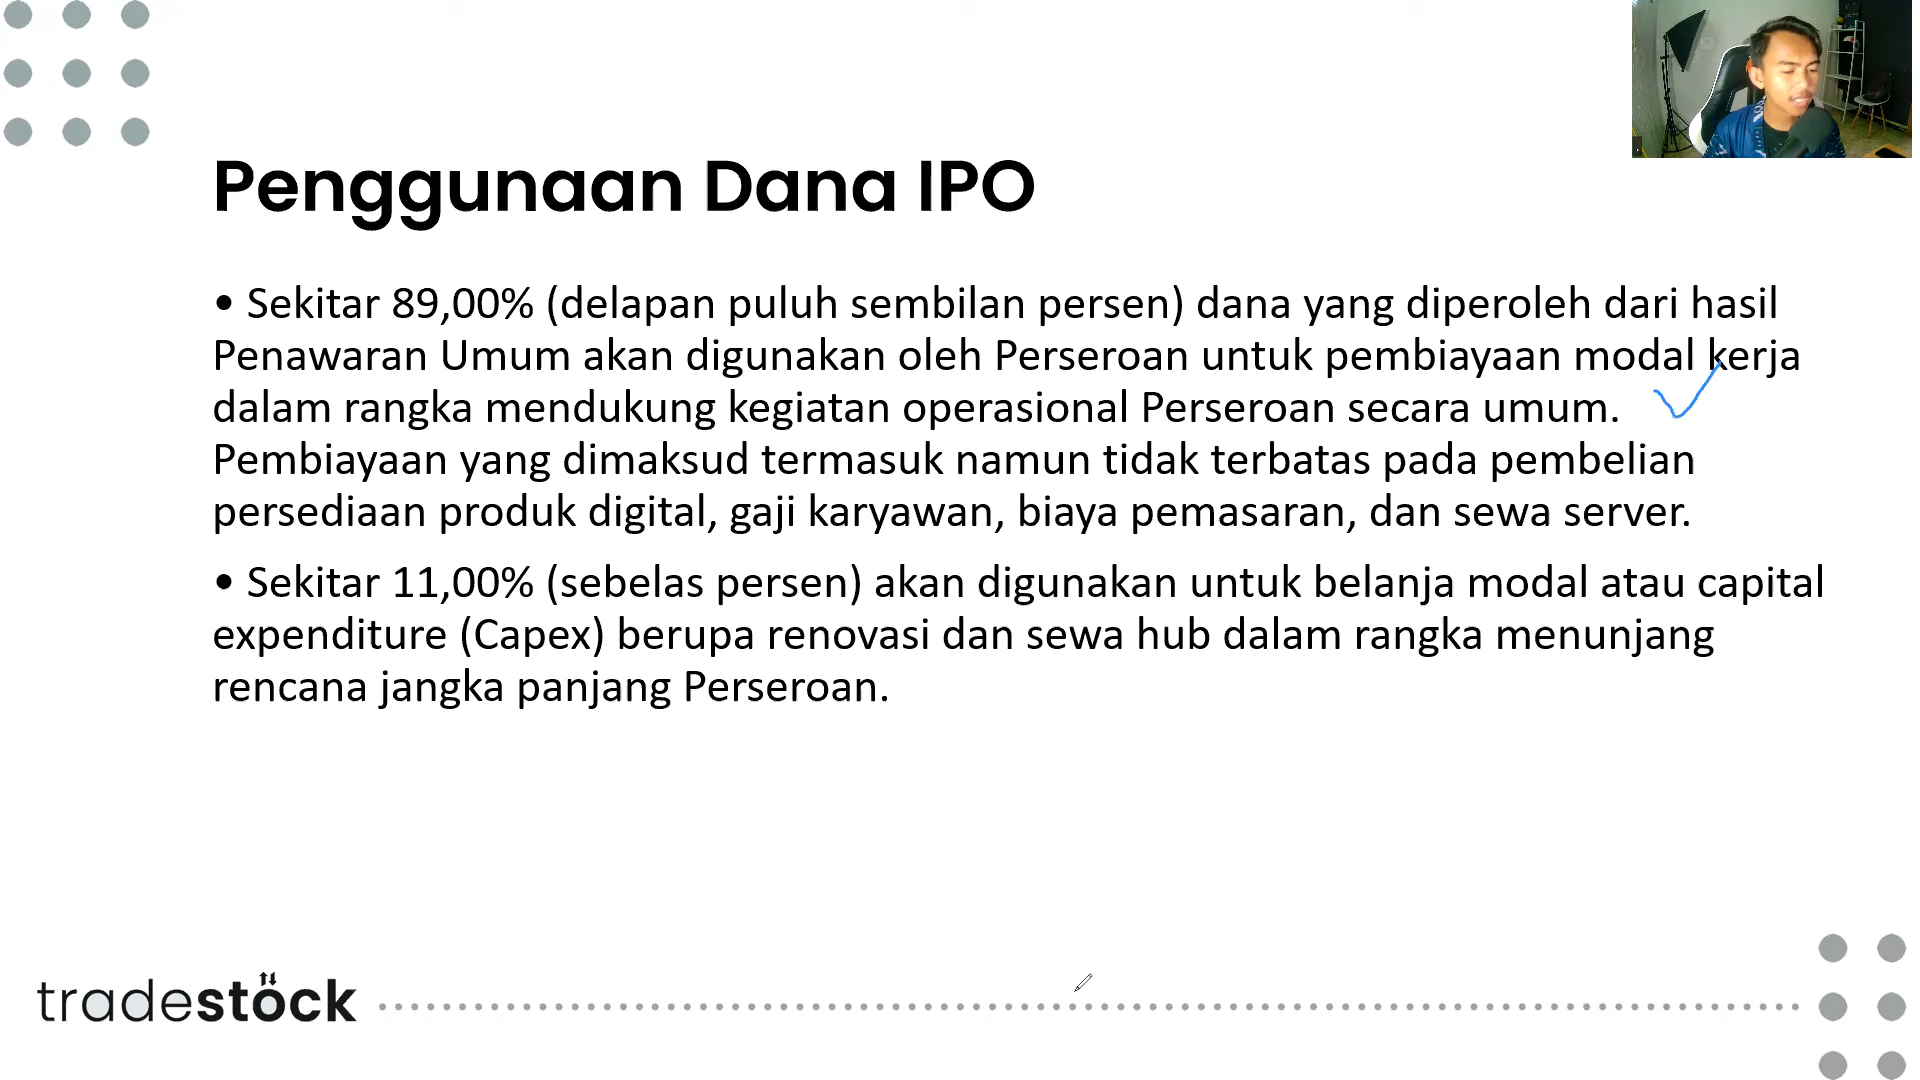 Penggunaan Dana IPO
• Sekitar 89,00% (delapan puluh sembilan persen) dana yang diperoleh dari hasil
Penawaran Umum akan digunakan oleh Perseroan untuk pembiayaan modal kerja
dalam rangka mendukung kegiatan operasional Perseroan secara umum.
Pembiayaan yang dimaksud termasuk namun tidak terbatas pada pembelian
persediaan produk digital, gaji karyawan, biaya pemasaran, dan sewa server.
• Sekitar 11,00% (sebelas persen) akan digunakan untuk belanja modal atau capital
expenditure (Capex) berupa renovasi dan sewa hub dalam rangka menunjang
rencana jangka panjang Perseroan.
tradestock